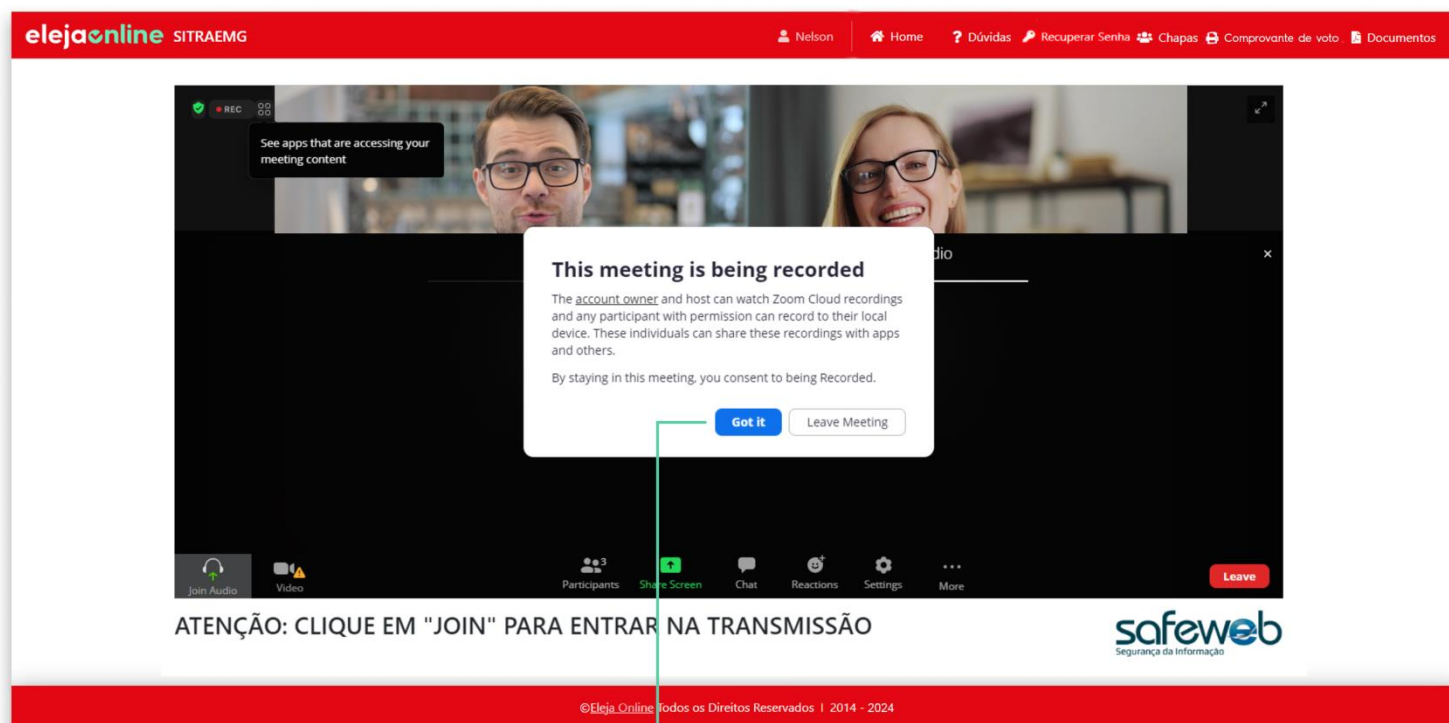 elejaonline SITRAEMG
Nelson Home ? Dúvidas Recuperar Senha Chapas Comprovante de voto Documentos
REC
See apps that are accessing your
meeting content
This meeting is being recorded
The account owner and host can watch Zoom Cloud recordings
and any participant with permission can record to their local
device. These individuals can share these recordings with apps
and others.
By staying in this meeting, you consent to being Recorded.
Got it Leave Meeting
3
Join Audio Video Participants Share Screen Chat Reactions Settings More Leave
ATENÇÃO: CLIQUE EM "JOIN" PARA ENTRAR NA TRANSMISSÃO
safeweb
Segurança da Informação
©Eleja Online Todos os Direitos Reservados | 2014 - 2024